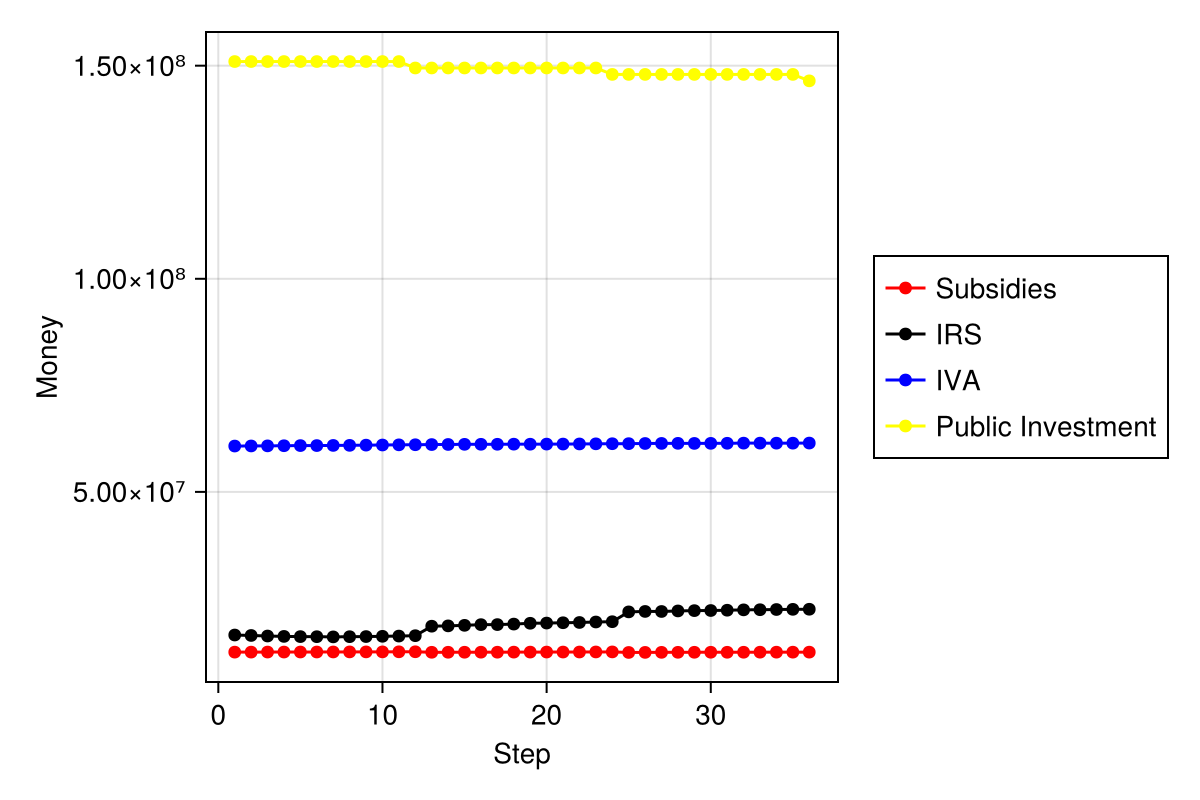 1.50×10⁸
1.00×10⁸
5.00×10⁷
Money
0 10 20 30
Step
Subsidies
IRS
IVA
Public Investment